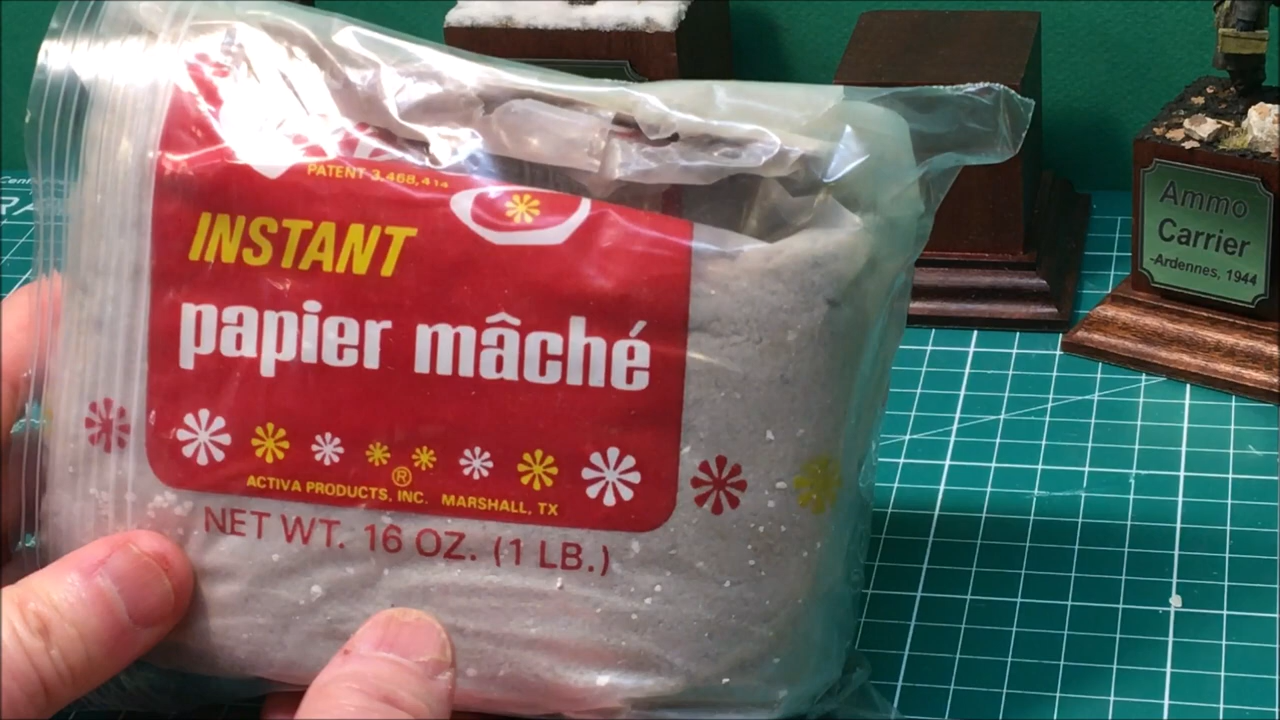 PATENT 3,468,414
INSTANT
papier mâché
®
ACTIVA PRODUCTS, INC. MARSHALL, TX
NET WT. 16 OZ. (1 LB.)
Ammo
Carrier
-Ardennes, 1944